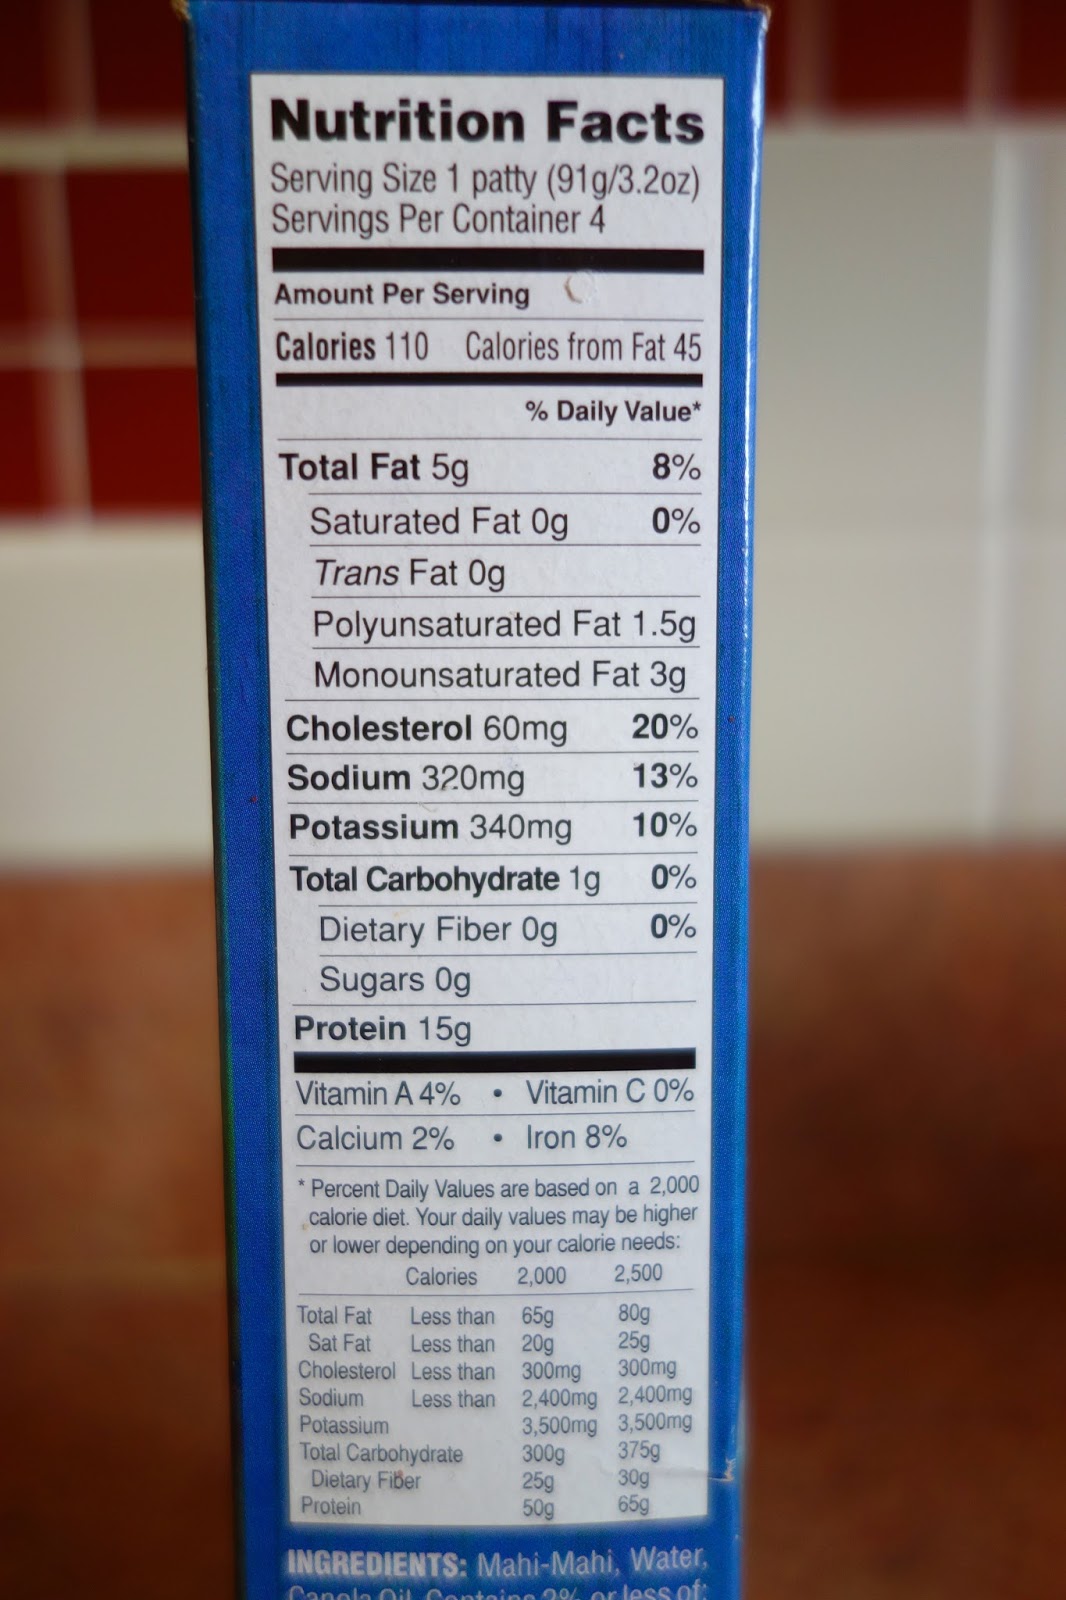 Nutrition Facts
Serving Size 1 patty (91g/3.2oz)
Servings Per Container 4
Amount Per Serving
Calories 110 Calories from Fat 45
% Daily Value*
Total Fat 5g 8%
Saturated Fat 0g 0%
Trans Fat 0g
Polyunsaturated Fat 1.5g
Monounsaturated Fat 3g
Cholesterol 60mg 20%
Sodium 320mg 13%
Potassium 340mg 10%
Total Carbohydrate 1g 0%
Dietary Fiber 0g 0%
Sugars 0g
Protein 15g
Vitamin A 4% • Vitamin C 0%
Calcium 2% • Iron 8%
* Percent Daily Values are based on a 2,000
calorie diet. Your daily values may be higher
or lower depending on your calorie needs:
Calories 2,000 2,500
Total Fat Less than 65g 80g
Sat Fat Less than 20g 25g
Cholesterol Less than 300mg 300mg
Sodium Less than 2,400mg 2,400mg
Potassium 3,500mg 3,500mg
Total Carbohydrate 300g 375g
Dietary Fiber 25g 30g
Protein 50g 65g
INGREDIENTS: Mahi-Mahi, Water,
Canola Oil, Contains 2% or less of: